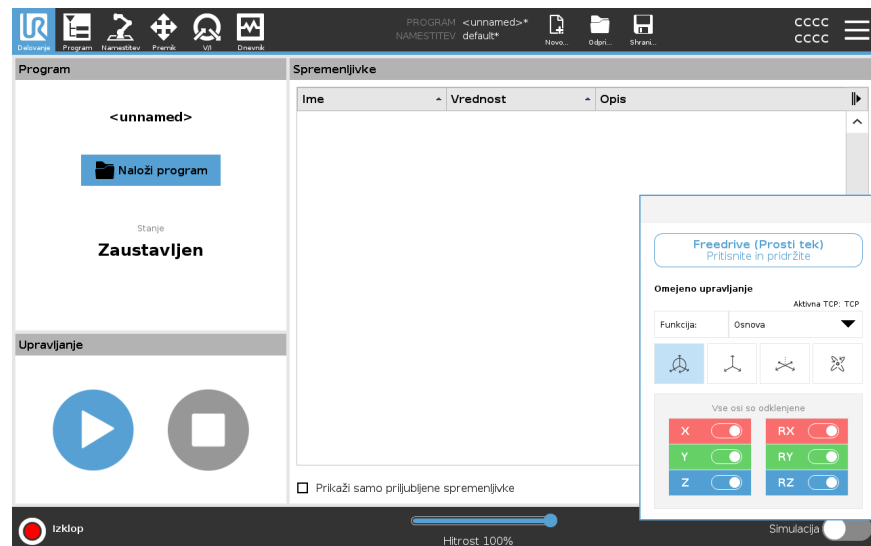 UR
Delovanje
Program
Namestitev
Premik
V/I
Dnevnik
PROGRAM <unnamed>*
NAMESTITEV default*
Novo...
Odpri...
Shrani...
CCCC
CCCC
Program
<unnamed>
Naloži program
Stanje
Zaustavljen
Upravljanje
Spremenljivke
Ime
Vrednost
Opis
Prikaži samo priljubljene spremenljivke
Freedrive (Prosti tek)
Pritisnite in pridržite
Omejeno upravljanje
Aktivna TCP: TCP
Funkcija: Osnova
Vse osi so odklenjene
X RX
Y RY
Z RZ
Izklop
Hitrost 100%
Simulacija